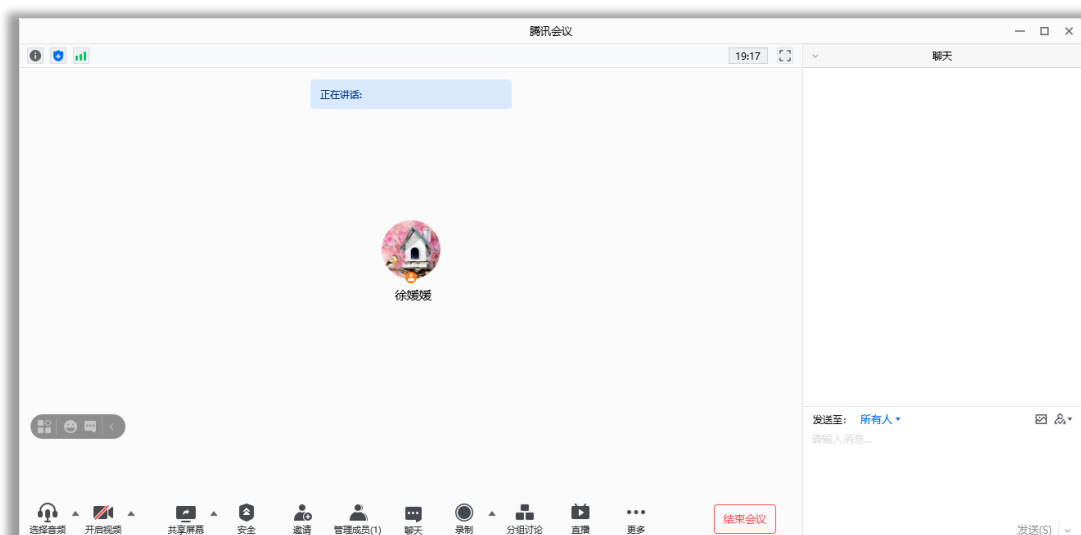 腾讯会议
19:17
聊天
正在讲话:
徐媛媛
发送至: 所有人
请输入消息...
选择音频 开启视频 共享屏幕 安全 邀请 管理成员(1) 聊天 录制 分组讨论 直播 更多 结束会议
发送(S)